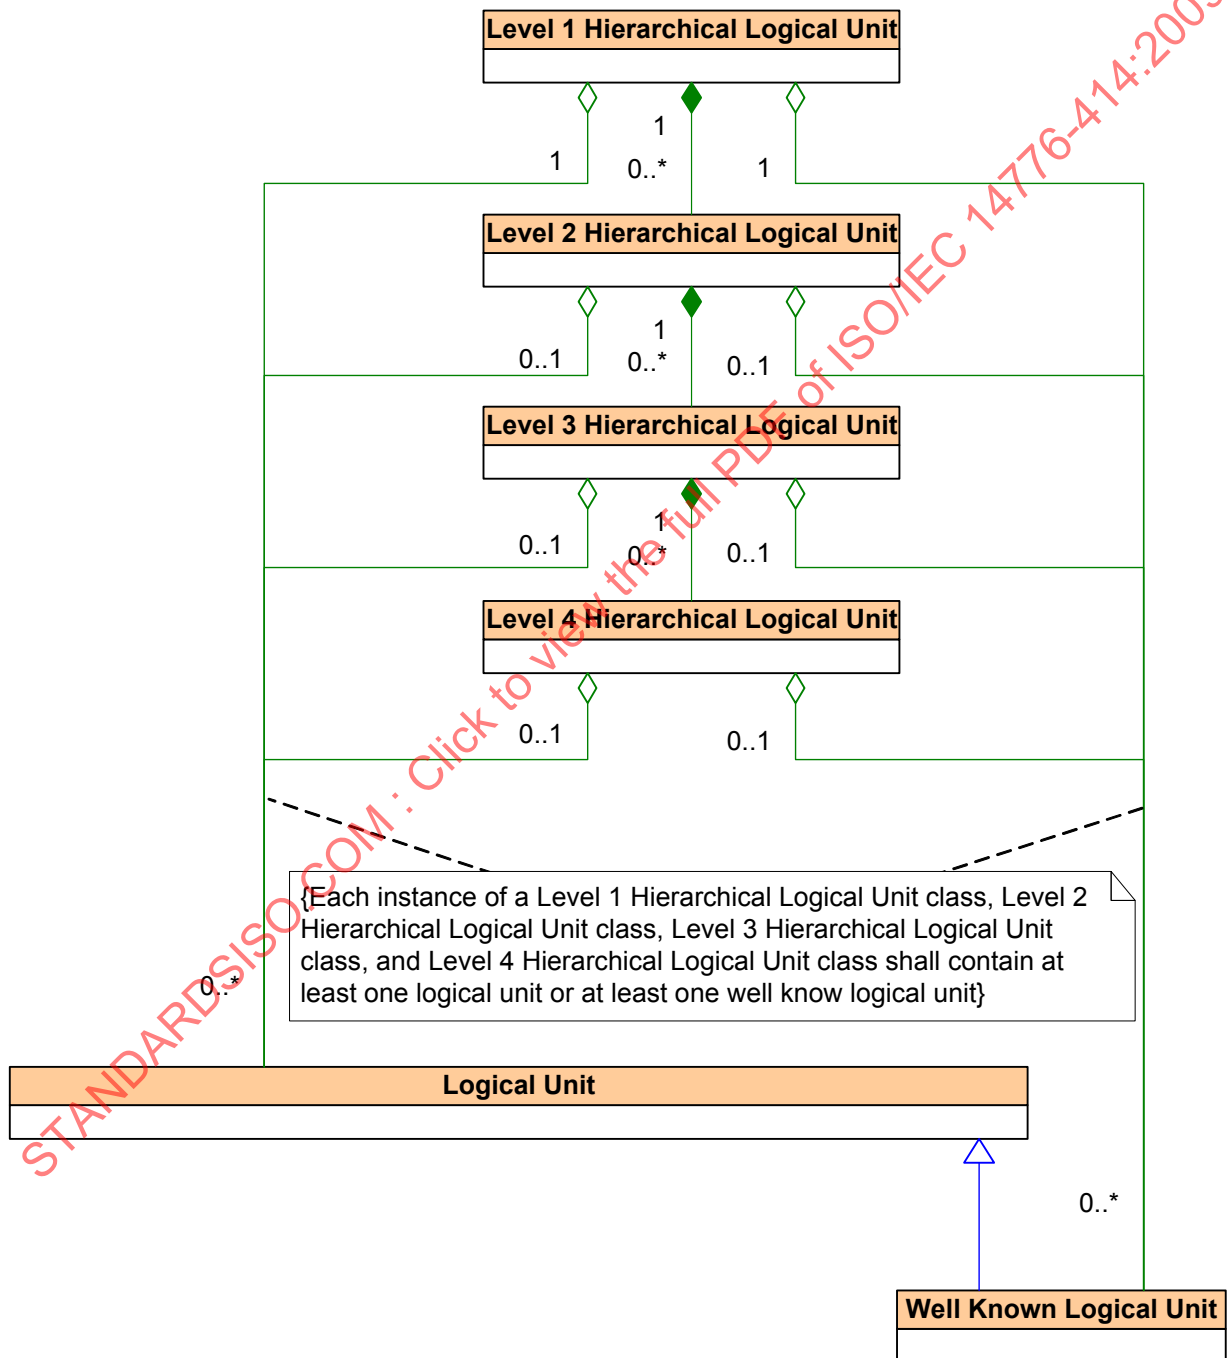 Level 1 Hierarchical Logical Unit
1
1
0..*
1
Level 2 Hierarchical Logical Unit
1
0..1
0..*
0..1
Level 3 Hierarchical Logical Unit
1
0..1
0..*
0..1
Level 4 Hierarchical Logical Unit
0..1
0..1
{Each instance of a Level 1 Hierarchical Logical Unit class, Level 2
Hierarchical Logical Unit class, Level 3 Hierarchical Logical Unit
class, and Level 4 Hierarchical Logical Unit class shall contain at
least one logical unit or at least one well know logical unit}
0..*
Logical Unit
0..*
Well Known Logical Unit
STANDARDSISO.COM : Click to view the full PDF of ISO/IEC 14776-414:2009